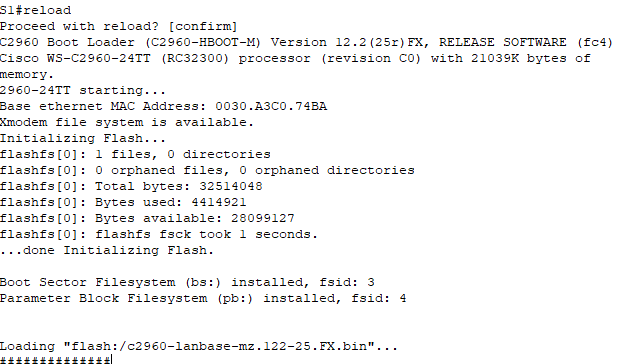 S1#reload
Proceed with reload? [confirm]
C2960 Boot Loader (C2960-HBOOT-M) Version 12.2(25r)FX, RELEASE SOFTWARE (fc4)
Cisco WS-C2960-24TT (RC32300) processor (revision C0) with 21039K bytes of
memory.
2960-24TT starting...
Base ethernet MAC Address: 0030.A3C0.74BA
Xmodem file system is available.
Initializing Flash...
flashfs[0]: 1 files, 0 directories
flashfs[0]: 0 orphaned files, 0 orphaned directories
flashfs[0]: Total bytes: 32514048
flashfs[0]: Bytes used: 4414921
flashfs[0]: Bytes available: 28099127
flashfs[0]: flashfs fsck took 1 seconds.
...done Initializing Flash.
Boot Sector Filesystem (bs:) installed, fsid: 3
Parameter Block Filesystem (pb:) installed, fsid: 4
Loading "flash:/c2960-lanbase-mz.122-25.FX.bin"...
##############